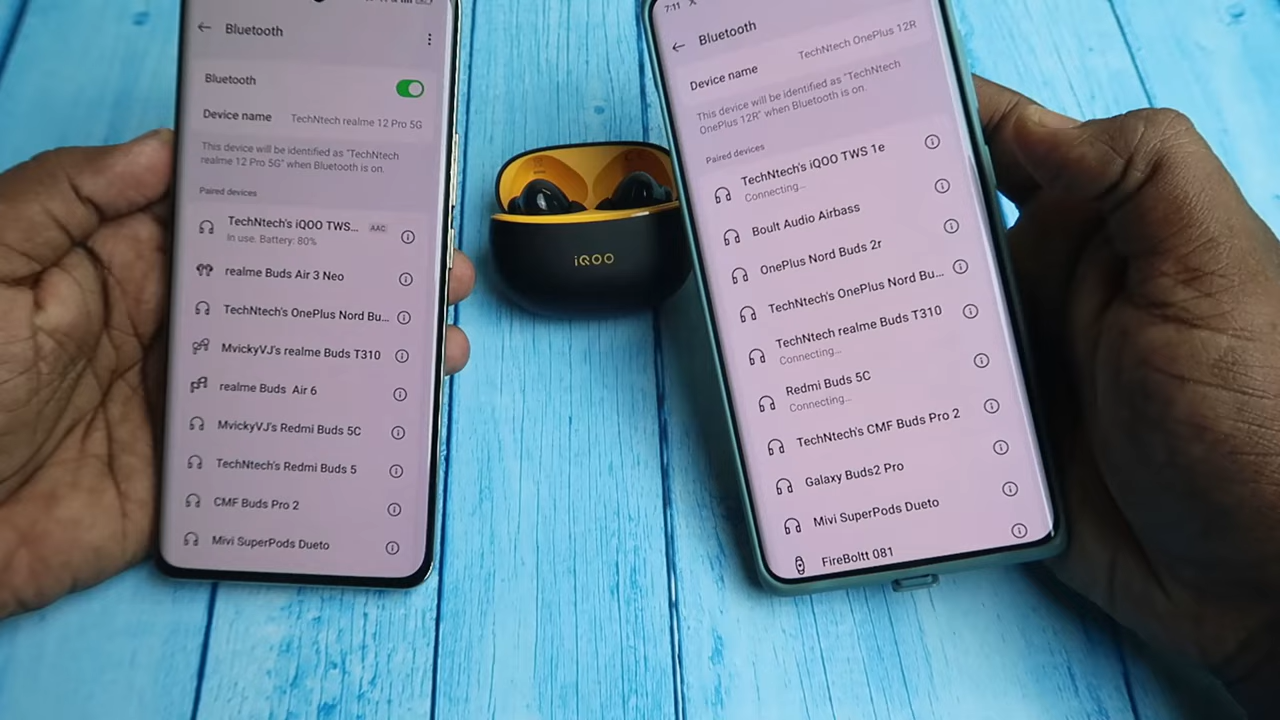 Bluetooth
Bluetooth
Device name TechNtech realme 12 Pro 5G
This device will be identified as "TechNtech
realme 12 Pro 5G" when Bluetooth is on.
Paired devices
TechNtech's iQOO TWS... AAC
In use. Battery: 80%
realme Buds Air 3 Neo
TechNtech's OnePlus Nord Bu...
MvickyVJ's realme Buds T310
realme Buds Air 6
MvickyVJ's Redmi Buds 5C
TechNtech's Redmi Buds 5
CMF Buds Pro 2
Mivi SuperPods Dueto
iQOO
7:11
Bluetooth
Device name TechNtech OnePlus 12R
This device will be identified as "TechNtech
OnePlus 12R" when Bluetooth is on.
Paired devices
TechNtech's iQOO TWS 1e
Connecting...
Boult Audio Airbass
OnePlus Nord Buds 2r
TechNtech's OnePlus Nord Bu...
TechNtech realme Buds T310
Connecting...
Redmi Buds 5C
Connecting...
TechNtech's CMF Buds Pro 2
Galaxy Buds2 Pro
Mivi SuperPods Dueto
FireBoltt 081